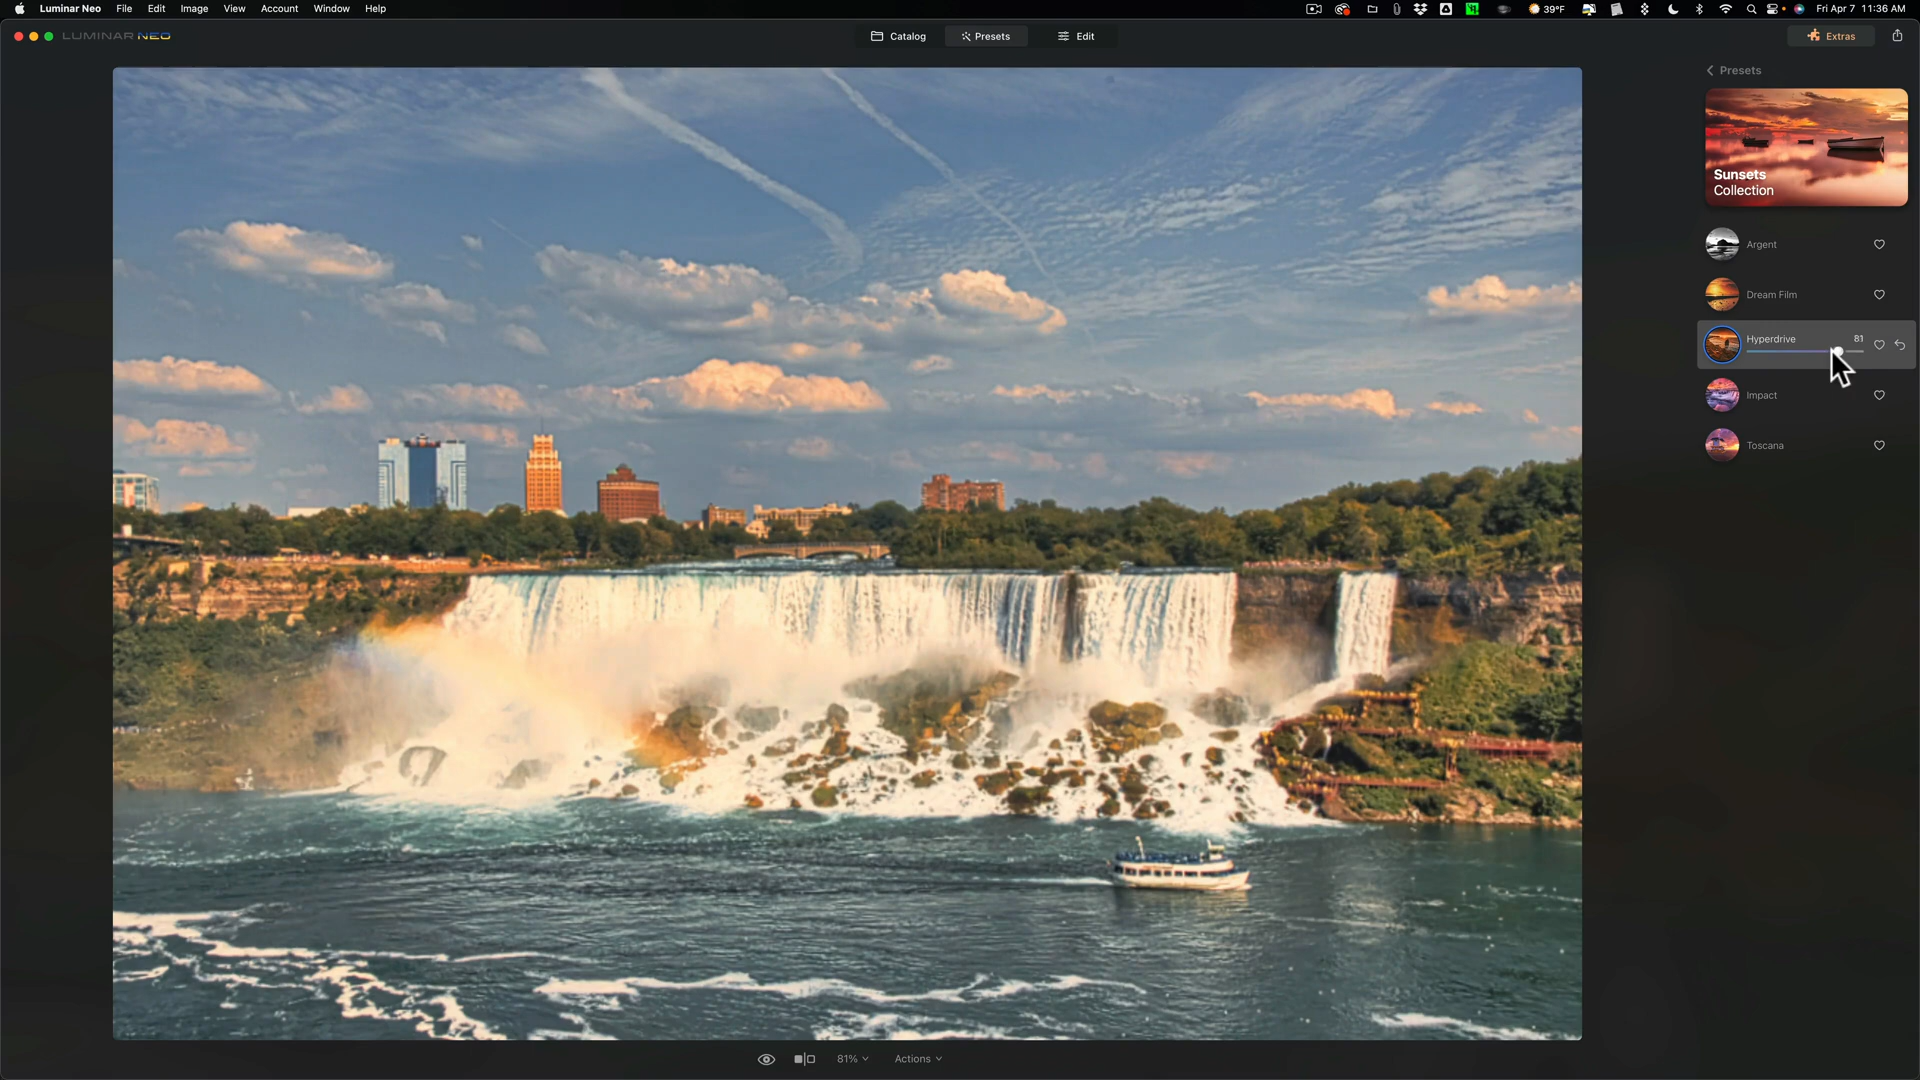 Luminar Neo File Edit Image View Account Window Help 39°F Fri Apr 7 11:36 AM
LUMINAR NEO Catalog Presets Edit Extras
Presets
Sunsets
Collection
Argent
Dream Film
Hyperdrive 81
Impact
Toscana
81% Actions